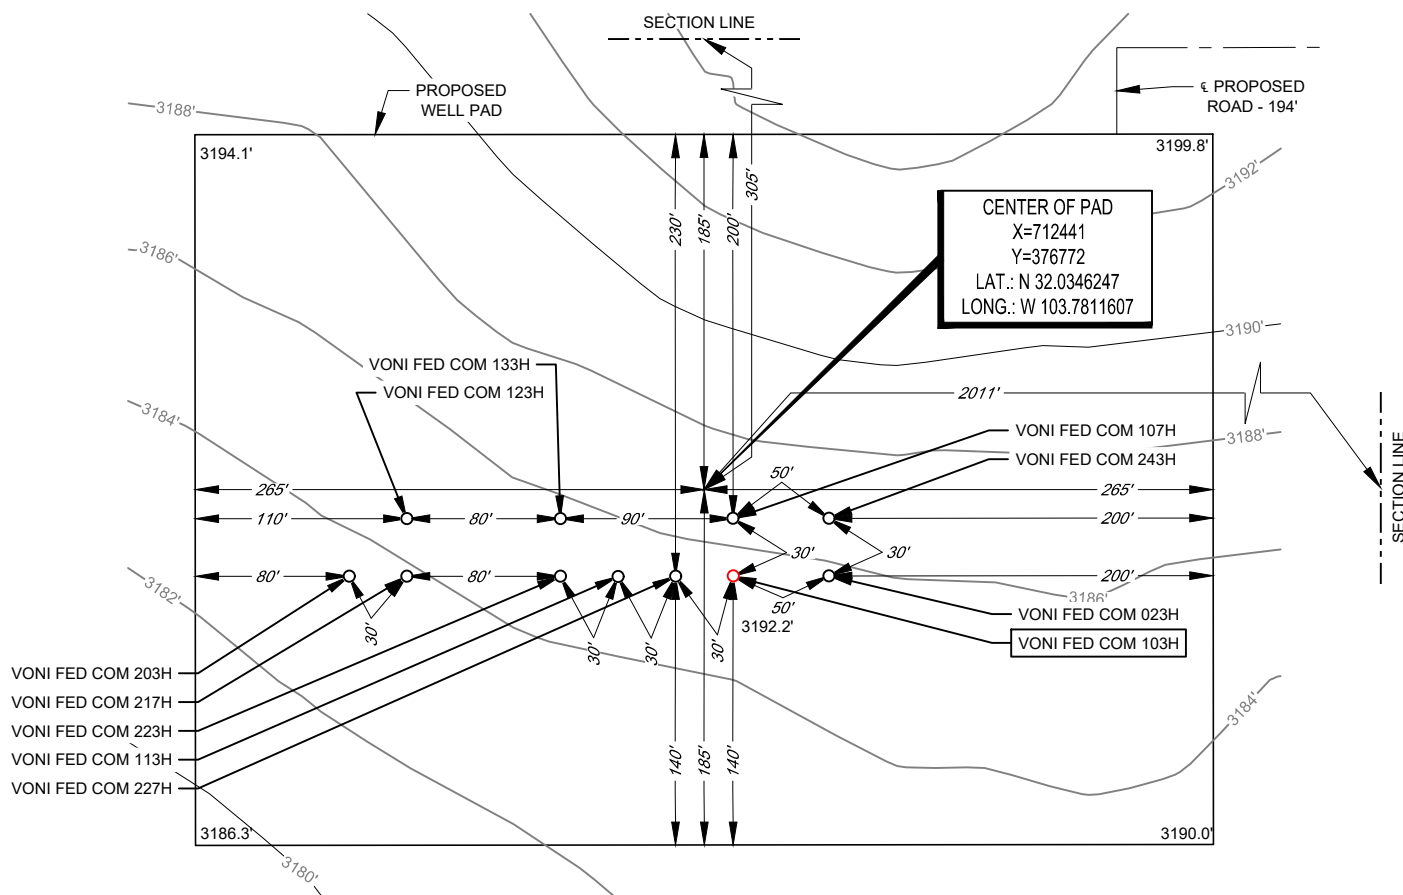 SECTION LINE
PROPOSED
WELL PAD
℄ PROPOSED
ROAD - 194'
3188'
3194.1'
3199.8'
3192'
305'
230'
185'
200'
CENTER OF PAD
X=712441
Y=376772
LAT.: N 32.0346247
LONG.: W 103.7811607
3186'
3190'
VONI FED COM 133H
VONI FED COM 123H
2011'
3184'
VONI FED COM 107H
3188'
VONI FED COM 243H
SECTION LINE
50'
265'
265'
110'
80'
90'
200'
30'
30'
80'
80'
200'
3182'
3186'
50'
VONI FED COM 023H
3192.2'
30'
30'
30'
30'
VONI FED COM 103H
VONI FED COM 203H
VONI FED COM 217H
3184'
VONI FED COM 223H
VONI FED COM 113H
140'
185'
140'
VONI FED COM 227H
3186.3'
3190.0'
3180'